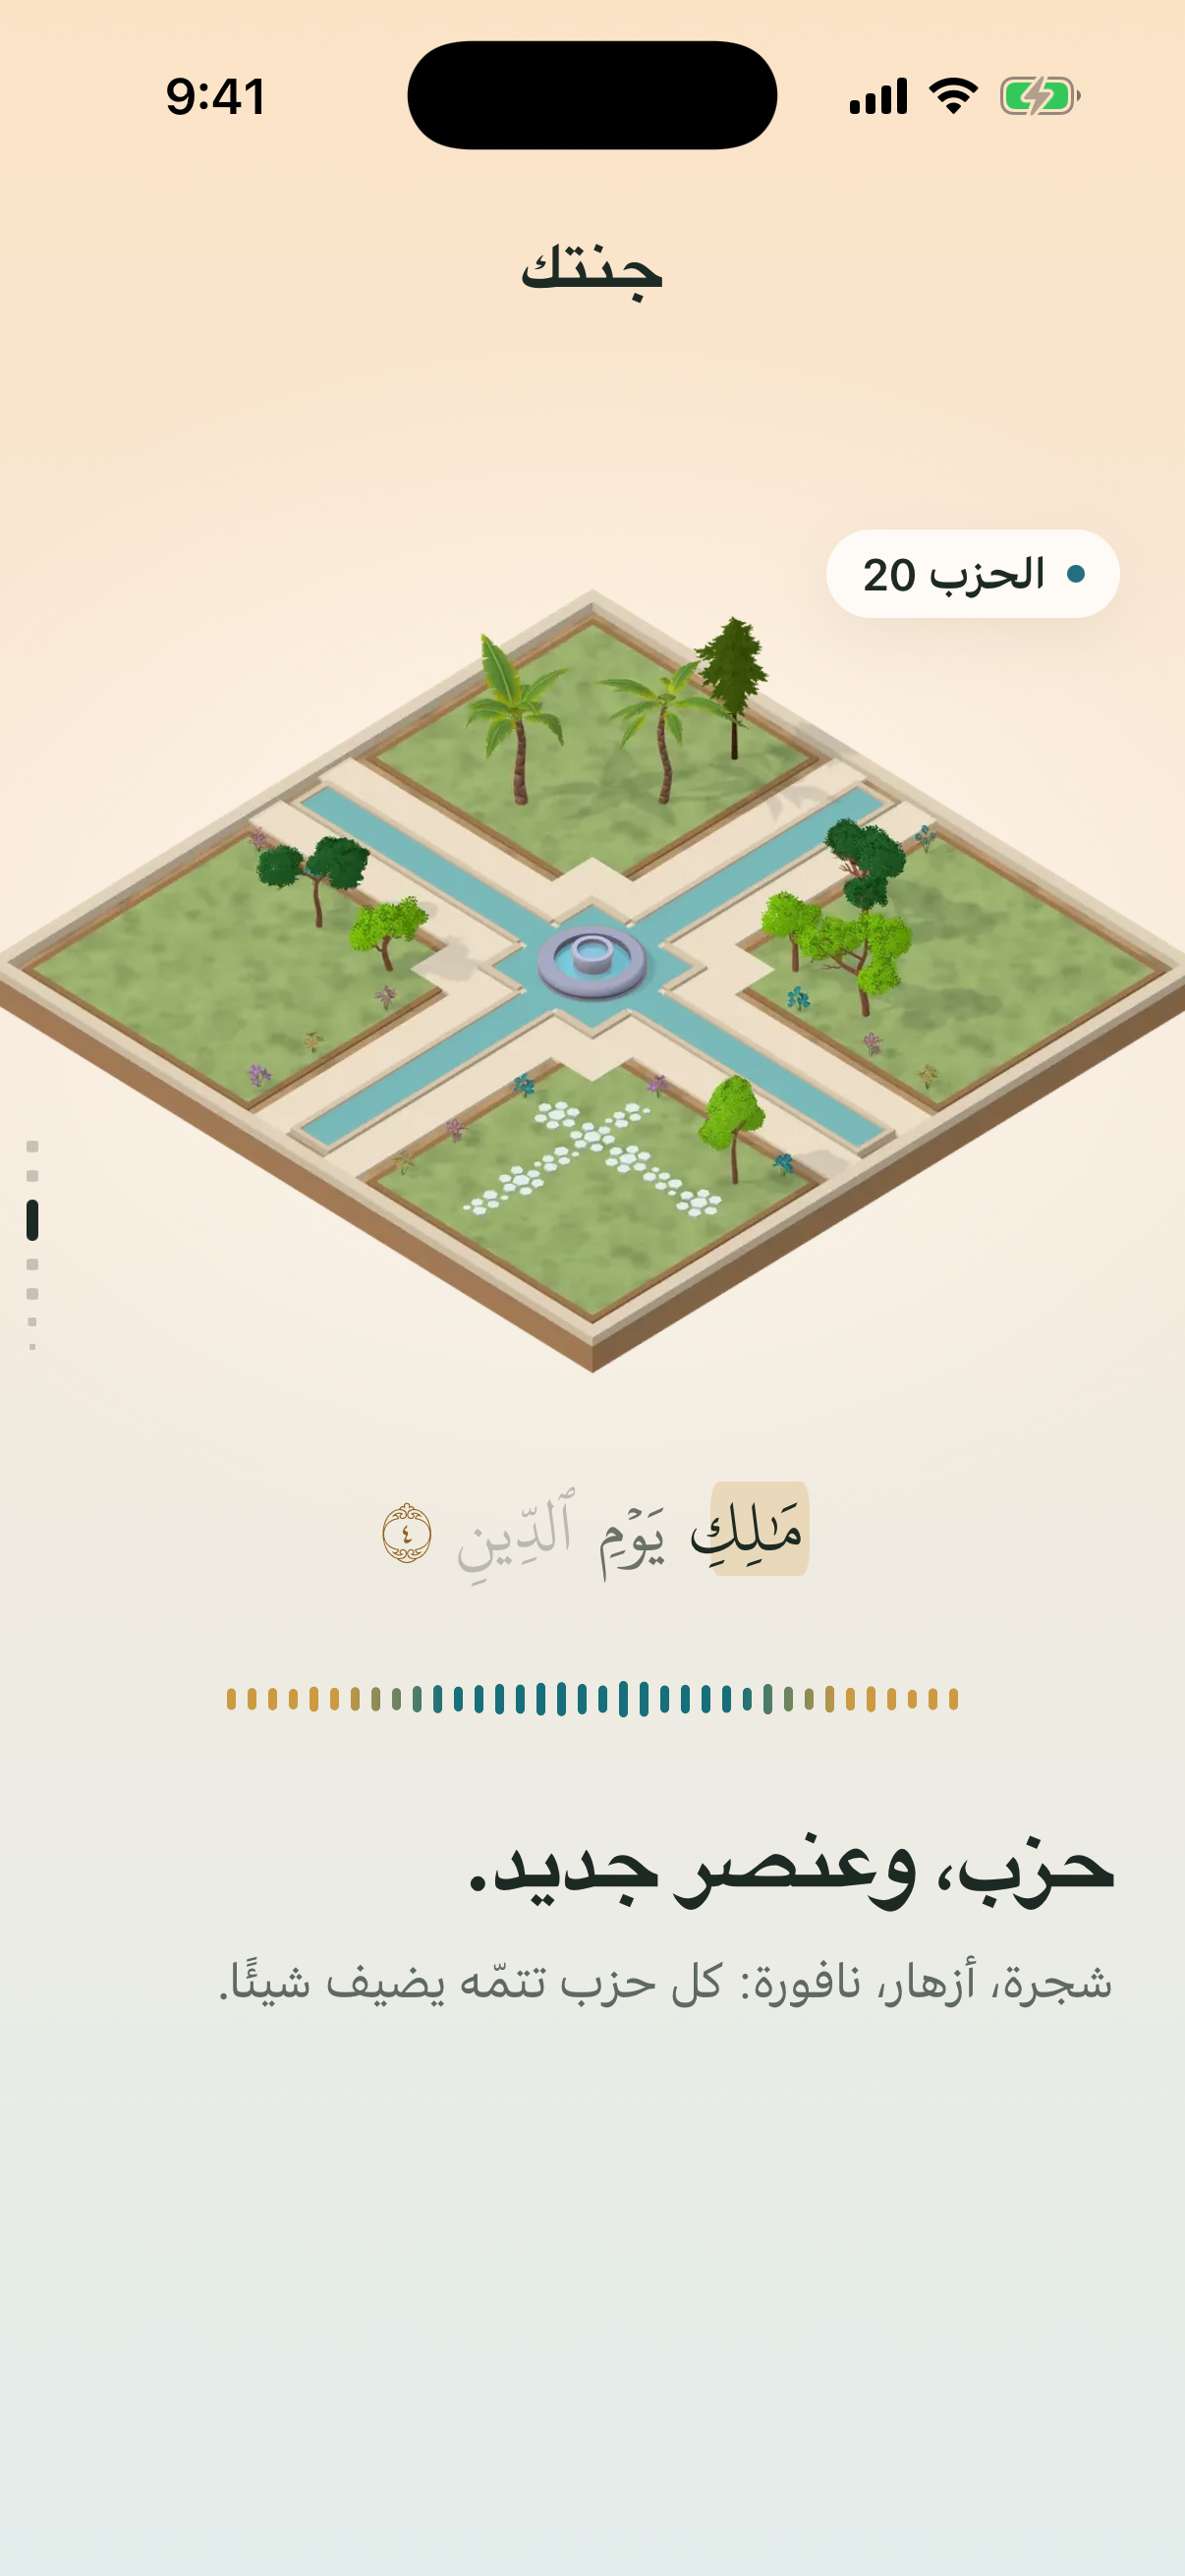 9:41
جنتك
الحزب 20
مَـٰلِكِ يَوْمِ ٱلدِّينِ ٤
حزب، وعنصر جديد.
شجرة، أزهار، نافورة: كل حزب تتمّه يضيف شيئًا.